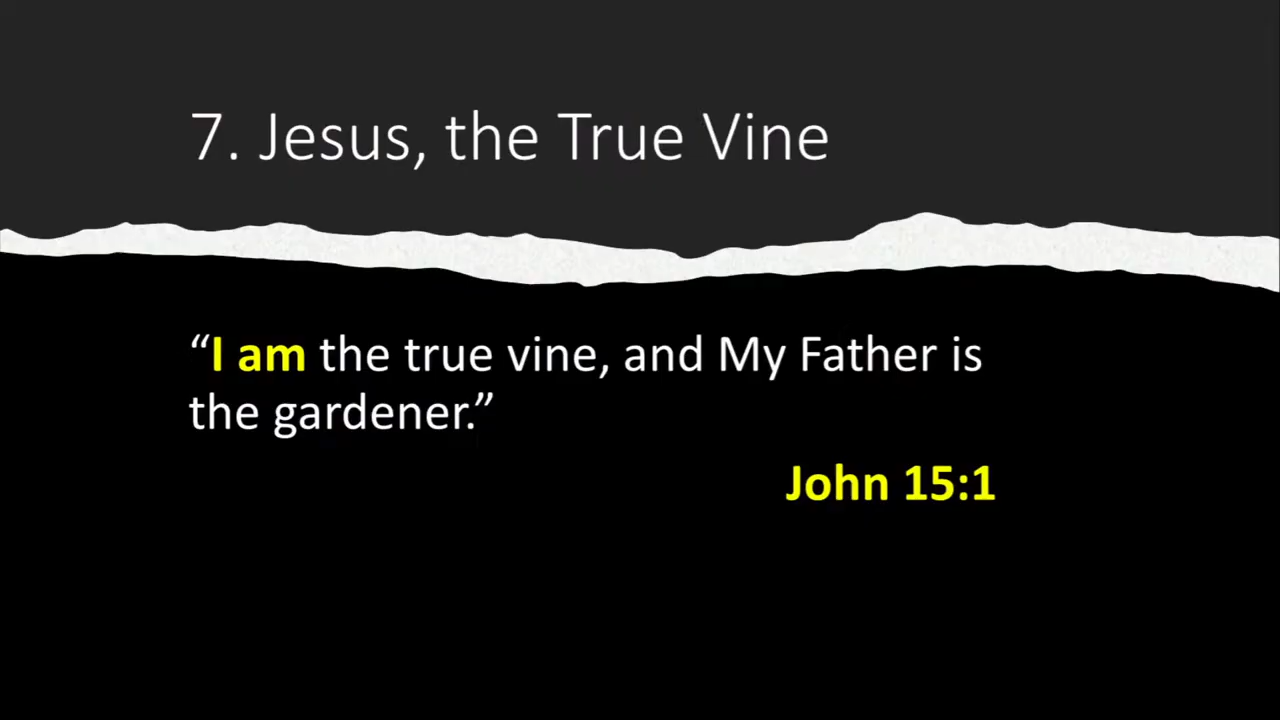 7. Jesus, the True Vine
“I am the true vine, and My Father is
the gardener.”
John 15:1